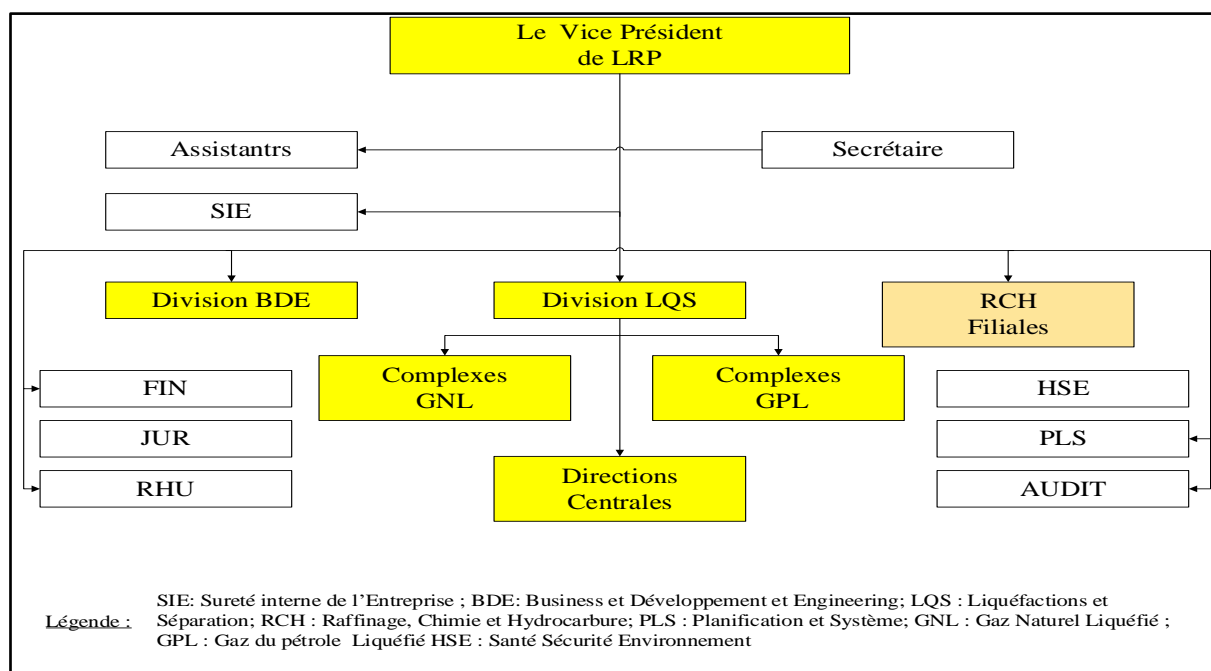 Le Vice Président
de LRP
Assistantrs
Secrétaire
SIE
Division BDE
Division LQS
RCH
Filiales
Complexes
GNL
Complexes
GPL
FIN
HSE
JUR
PLS
Directions
Centrales
RHU
AUDIT
SIE: Sureté interne de l'Entreprise ; BDE: Business et Développement et Engineering; LQS : Liquéfactions et
Légende : Séparation; RCH : Raffinage, Chimie et Hydrocarbure; PLS : Planification et Système; GNL : Gaz Naturel Liquéfié ;
GPL : Gaz du pétrole Liquéfié HSE : Santé Sécurité Environnement